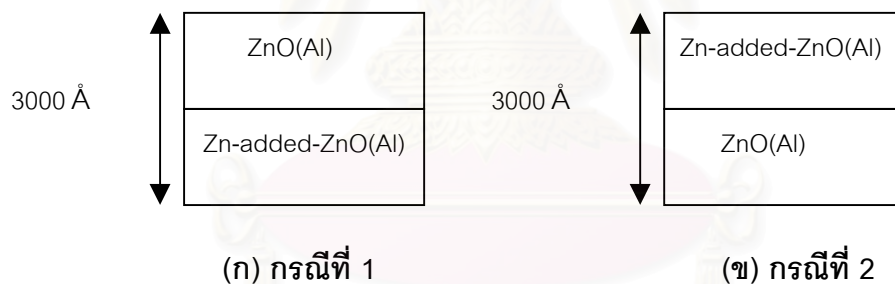 ZnO(Al)
3000 Å
Zn-added-ZnO(Al)
(ก) กรณีที่ 1
Zn-added-ZnO(Al)
3000 Å
ZnO(Al)
(ข) กรณีที่ 2